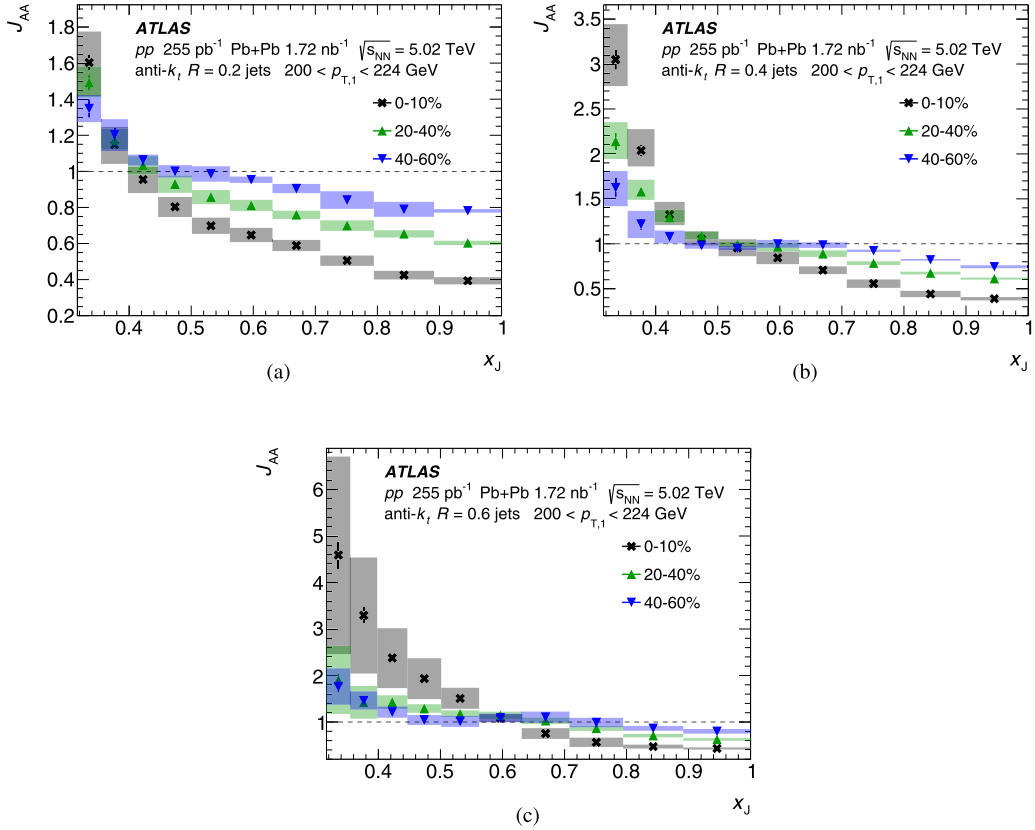 J_AA
1.8
1.6
1.4
1.2
1
0.8
0.6
0.4
0.2
ATLAS
pp 255 pb⁻¹ Pb+Pb 1.72 nb⁻¹ √s_NN = 5.02 TeV
anti-k_t R = 0.2 jets 200 < p_T,1 < 224 GeV
0-10%
20-40%
40-60%
0.4 0.5 0.6 0.7 0.8 0.9 1
x_J
(a)
J_AA
3.5
3
2.5
2
1.5
1
0.5
ATLAS
pp 255 pb⁻¹ Pb+Pb 1.72 nb⁻¹ √s_NN = 5.02 TeV
anti-k_t R = 0.4 jets 200 < p_T,1 < 224 GeV
0-10%
20-40%
40-60%
0.4 0.5 0.6 0.7 0.8 0.9 1
x_J
(b)
J_AA
6
5
4
3
2
1
ATLAS
pp 255 pb⁻¹ Pb+Pb 1.72 nb⁻¹ √s_NN = 5.02 TeV
anti-k_t R = 0.6 jets 200 < p_T,1 < 224 GeV
0-10%
20-40%
40-60%
0.4 0.5 0.6 0.7 0.8 0.9 1
x_J
(c)